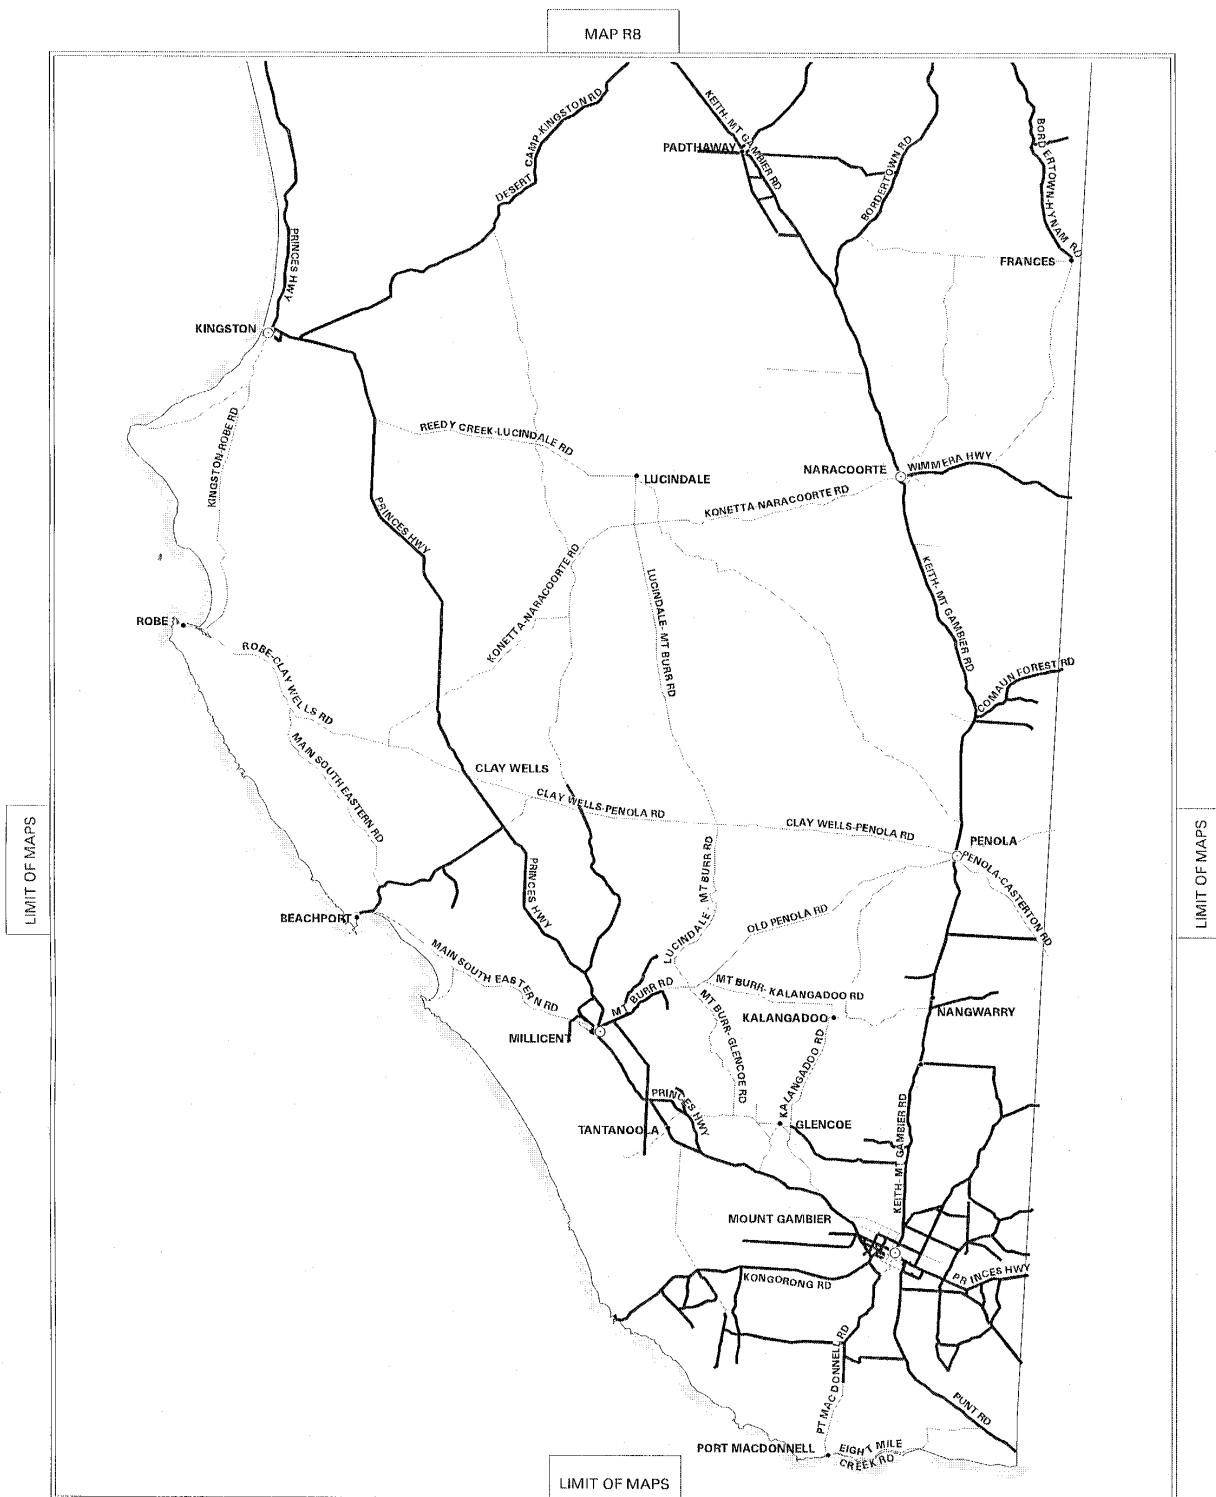 MAP R8
DESERT CAMP-KINGSTON RD
KEITH-MT GAMBIER RD
PADTHAWAY
BORDERTOWN RD
BORDERTOWN-HYNAM RD
PRINCES HWY
FRANCES
KINGSTON
KINGSTON-ROBE RD
REEDY CREEK-LUCINDALE RD
LUCINDALE
NARACOORTE
WIMMERA HWY
KONETTA-NARACOORTE RD
PRINCES HWY
KONETTA-NARACOORTE RD
LUCINDALE-MT BURR RD
KEITH-MT GAMBIER RD
ROBE
ROBE-CLAY WELLS RD
COMAUN FOREST RD
MAIN SOUTH EASTERN RD
CLAY WELLS
CLAY WELLS-PENOLA RD
CLAY WELLS-PENOLA RD
PENOLA
PENOLA-CASTERTON RD
LIMIT OF MAPS
LIMIT OF MAPS
PRINCES HWY
LUCINDALE-MT BURR RD
BEACHPORT
OLD PENOLA RD
MAIN SOUTH EASTERN RD
MT BURR RD
MT BURR-KALANGADOO RD
MT BURR-GLENCOE RD
KALANGADOO
NANGWARRY
MILLICENT
KALANGADOO RD
PRINCES HWY
TANTANOOLA
GLENCOE
KEITH-MT GAMBIER RD
MOUNT GAMBIER
PRINCES HWY
KONGORONG RD
PT MAC DONNELL RD
PUNT RD
PORT MACDONNELL
EIGHT MILE
CREEK RD
LIMIT OF MAPS